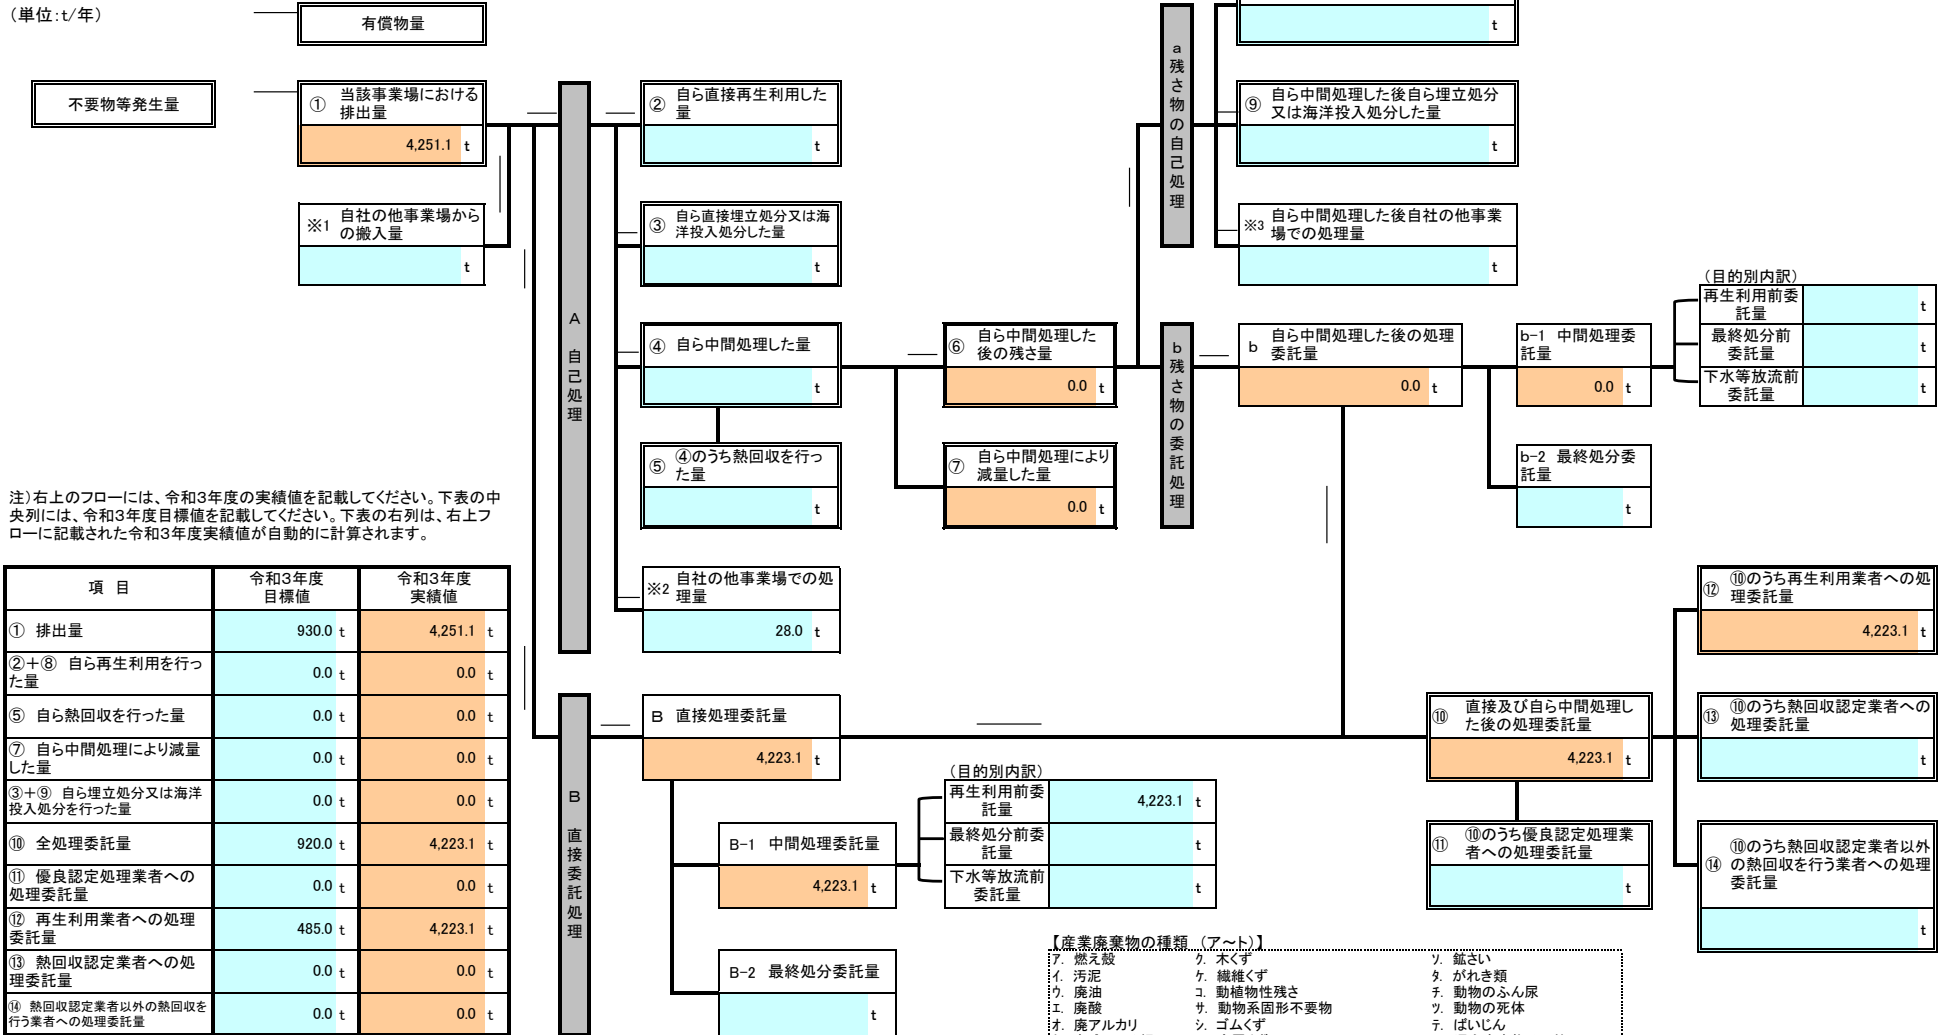 (単位:t/年)
有償物量
不要物等発生量
① 当該事業場における
排出量
4,251.1 t
※1 自社の他事業場から
の搬入量
t
A 自己処理
② 自ら直接再生利用した
量
t
③ 自ら直接埋立処分又は海
洋投入処分した量
t
④ 自ら中間処理した量
t
⑤ ④のうち熱回収を行っ
た量
t
※2 自社の他事業場での処
理量
28.0 t
⑥ 自ら中間処理した
後の残さ量
0.0 t
⑦ 自ら中間処理により
減量した量
0.0 t
a 残さ物の自己処理
t
⑨ 自ら中間処理した後自ら埋立処分
又は海洋投入処分した量
t
※3 自ら中間処理した後自社の他事業
場での処理量
t
b 残さ物の委託処理
b 自ら中間処理した後の処理
委託量
0.0 t
b-1 中間処理委
託量
0.0 t
b-2 最終処分委
託量
t
(目的別内訳)
再生利用前委
託量
t
最終処分前
委託量
t
下水等放流前
委託量
t
注)右上のフローには、令和3年度の実績値を記載してください。下表の中
央列には、令和3年度目標値を記載してください。下表の右列は、右上フ
ローに記載された令和3年度実績値が自動的に計算されます。
項 目 令和3年度
目標値 令和3年度
実績値
① 排出量 930.0 t 4,251.1 t
②+⑧ 自ら再生利用を行っ
た量 0.0 t 0.0 t
⑤ 自ら熱回収を行った量 0.0 t 0.0 t
⑦ 自ら中間処理により減量
した量 0.0 t 0.0 t
③+⑨ 自ら埋立処分又は海洋
投入処分を行った量 0.0 t 0.0 t
⑩ 全処理委託量 920.0 t 4,223.1 t
⑪ 優良認定処理業者への
処理委託量 0.0 t 0.0 t
⑫ 再生利用業者への処理
委託量 485.0 t 4,223.1 t
⑬ 熱回収認定業者への処
理委託量 0.0 t 0.0 t
⑭ 熱回収認定業者以外の熱回収を
行う業者への処理委託量 0.0 t 0.0 t
B 直接委託処理
B 直接処理委託量
4,223.1 t
B-1 中間処理委託量
4,223.1 t
B-2 最終処分委託量
t
(目的別内訳)
再生利用前委
託量
4,223.1 t
最終処分前委
託量
t
下水等放流前
委託量
t
⑩ 直接及び自ら中間処理し
た後の処理委託量
4,223.1 t
⑪ ⑩のうち優良認定処理業
者への処理委託量
t
⑫ ⑩のうち再生利用業者への処
理委託量
4,223.1 t
⑬ ⑩のうち熱回収認定業者への
処理委託量
t
⑭ ⑩のうち熱回収認定業者以外
の熱回収を行う業者への処理
委託量
t
【産業廃棄物の種類 (ア~ト)】
ア. 燃え殻 ク. 木くず ソ. 鉱さい
イ. 汚泥 ケ. 繊維くず タ. がれき類
ウ. 廃油 コ. 動植物性残さ チ. 動物のふん尿
エ. 廃酸 サ. 動物系固形不要物 ツ. 動物の死体
オ. 廃アルカリ シ. ゴムくず テ. ばいじん